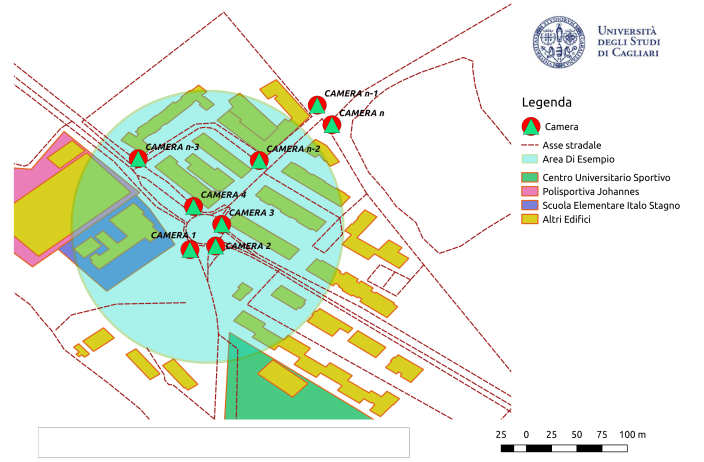 UNIVERSITÀ
DEGLI STUDI
DI CAGLIARI
CAMERA n-1
CAMERA n
CAMERA n-3
CAMERA n-2
CAMERA 4
CAMERA 3
CAMERA 1
CAMERA 2
Legenda
Camera
Asse stradale
Area Di Esempio
Centro Universitario Sportivo
Polisportiva Johannes
Scuola Elementare Italo Stagno
Altri Edifici
25 0 25 50 75 100 m